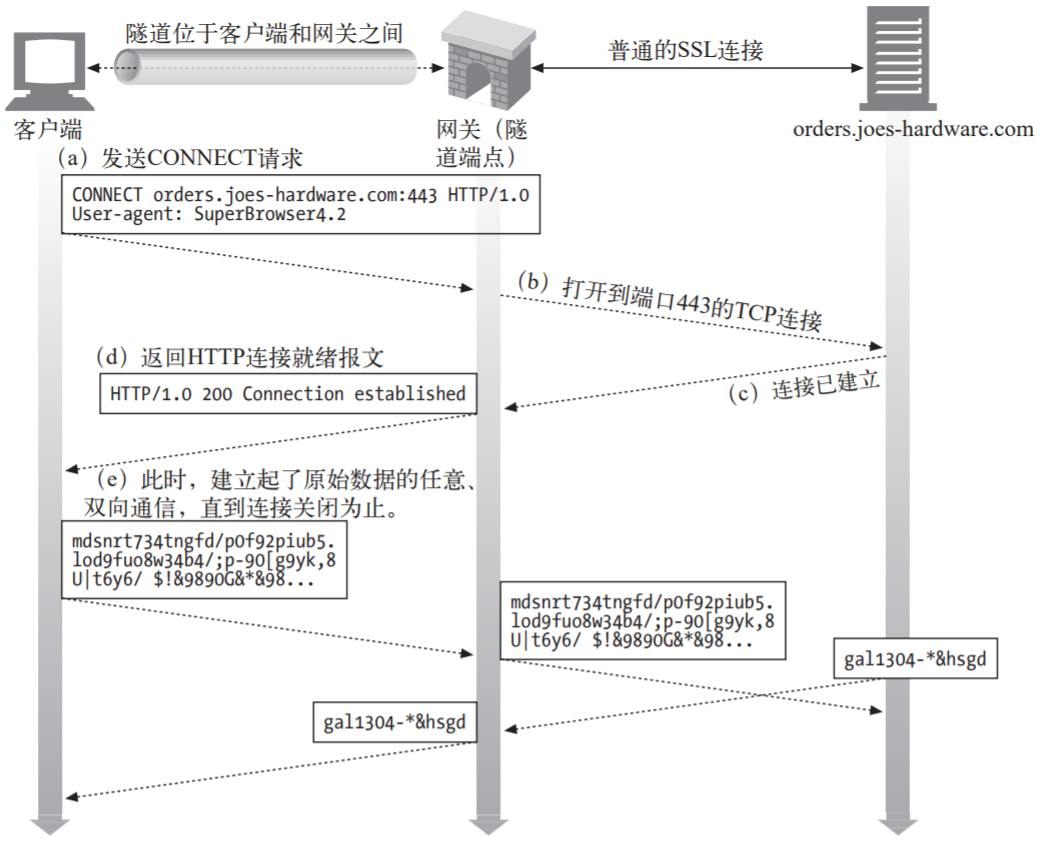 隧道位于客户端和网关之间
普通的SSL连接
客户端
网关（隧
道端点）
orders.joes-hardware.com
（a）发送CONNECT请求
CONNECT orders.joes-hardware.com:443 HTTP/1.0
User-agent: SuperBrowser4.2
（b）打开到端口443的TCP连接
（c）连接已建立
（d）返回HTTP连接就绪报文
HTTP/1.0 200 Connection established
（e）此时，建立起了原始数据的任意、
双向通信，直到连接关闭为止。
mdsnrt734tngfd/p0f92piub5.
lod9fuo8w34b4/;p-90[g9yk,8
U|t6y6/ $!&9890G&*&98...
mdsnrt734tngfd/p0f92piub5.
lod9fuo8w34b4/;p-90[g9yk,8
U|t6y6/ $!&9890G&*&98...
gal1304-*&hsgd
gal1304-*&hsgd